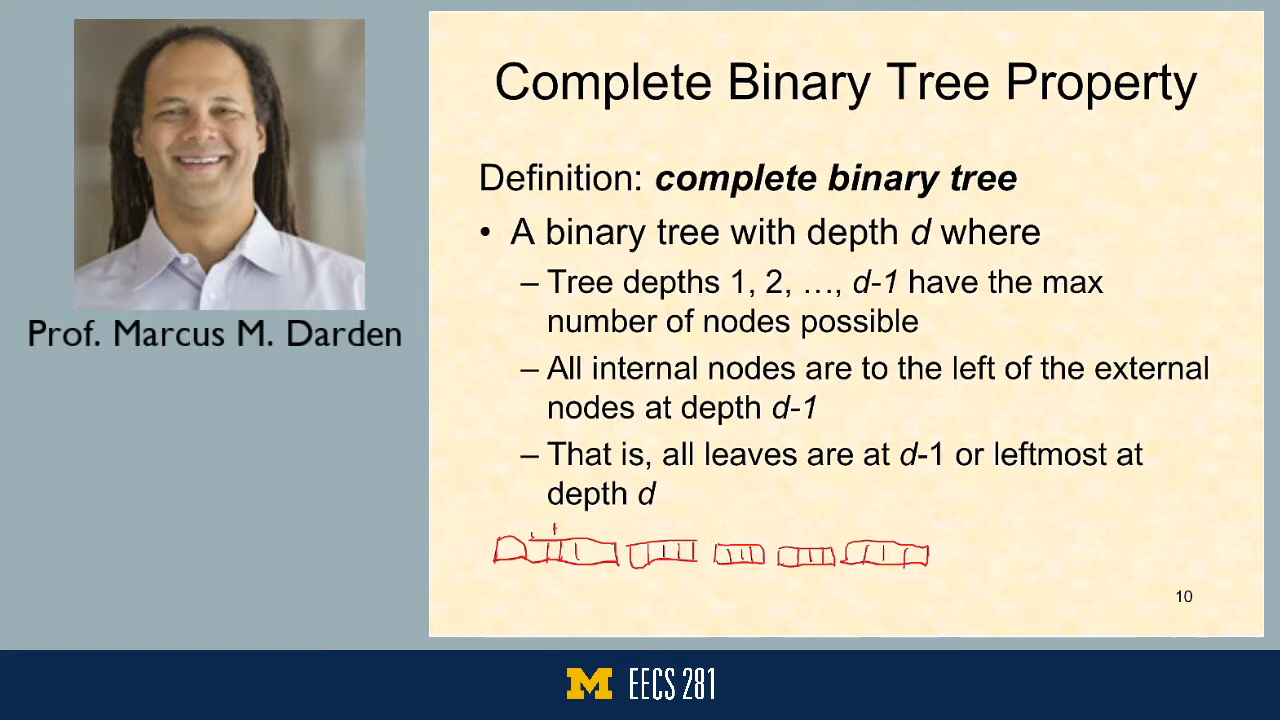 Prof. Marcus M. Darden
Complete Binary Tree Property
Definition: complete binary tree
• A binary tree with depth d where
– Tree depths 1, 2, …, d-1 have the max
number of nodes possible
– All internal nodes are to the left of the external
nodes at depth d-1
– That is, all leaves are at d-1 or leftmost at
depth d
10
M EECS 281